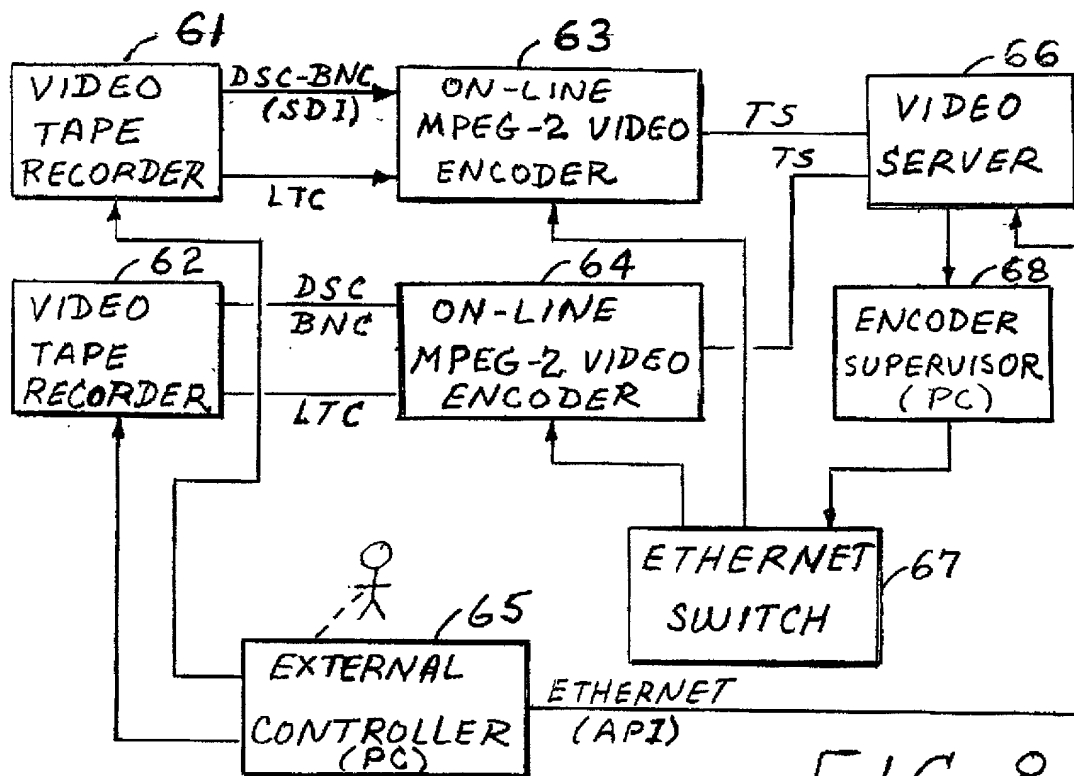 61
VIDEO
TAPE
RECORDER
DSC-BNC
(SDI)
LTC
63
ON-LINE
MPEG-2 VIDEO
ENCODER
TS
TS
66
VIDEO
SERVER
62
VIDEO
TAPE
RECORDER
DSC
BNC
LTC
64
ON-LINE
MPEG-2 VIDEO
ENCODER
68
ENCODER
SUPERVISOR
(PC)
ETHERNET
SWITCH
67
65
EXTERNAL
CONTROLLER
(PC)
ETHERNET
(API)